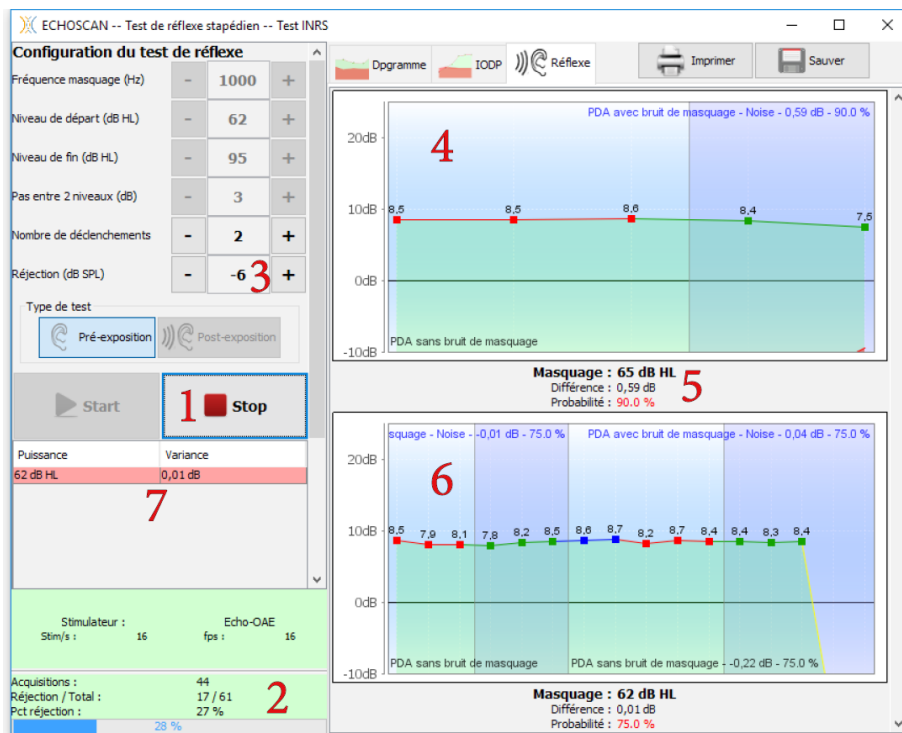 ECHOSCAN -- Test de réflexe stapédien -- Test INRS
Configuration du test de réflexe
Fréquence masquage (Hz) - 1000 +
Niveau de départ (dB HL) - 62 +
Niveau de fin (dB HL) - 95 +
Pas entre 2 niveaux (dB) - 3 +
Nombre de déclenchements - 2 +
Réjection (dB SPL) - -6 3 +
Type de test
Pré-exposition Post-exposition
Start 1 Stop
Puissance Variance
62 dB HL 0,01 dB
7
Stimulateur : Echo-OAE
Stim/s : 16 fps : 16
Acquisitions : 44
Réjection / Total : 17 / 61
Pct réjection : 27 %
2
28 %
Dpgramme IODP Réflexe Imprimer Sauver
PDA avec bruit de masquage - Noise - 0,59 dB - 90.0 %
20dB
4
10dB
8,5 8,5 8,6 8,4 7,5
0dB
-10dB
PDA sans bruit de masquage
Masquage : 65 dB HL
Différence : 0,59 dB
Probabilité : 90.0 %
5
squage - Noise - -0,01 dB - 75.0 % PDA avec bruit de masquage - Noise - 0,04 dB - 75.0 %
20dB
6
10dB
8,5 7,9 8,1 7,8 8,2 8,5 8,6 8,7 8,2 8,7 8,4 8,4 8,3 8,4
0dB
-10dB
PDA sans bruit de masquage PDA sans bruit de masquage - -0,22 dB - 75.0 %
Masquage : 62 dB HL
Différence : 0,01 dB
Probabilité : 75.0 %